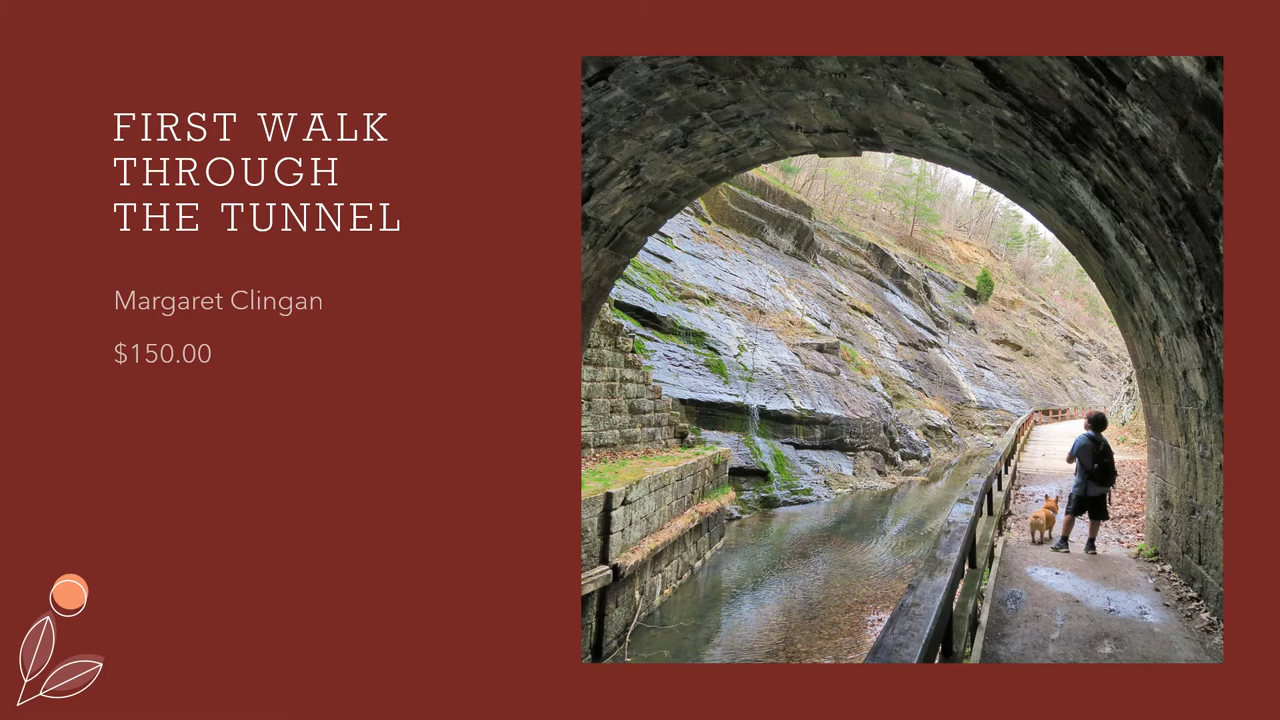 FIRST WALK
THROUGH
THE TUNNEL
Margaret Clingan
$150.00